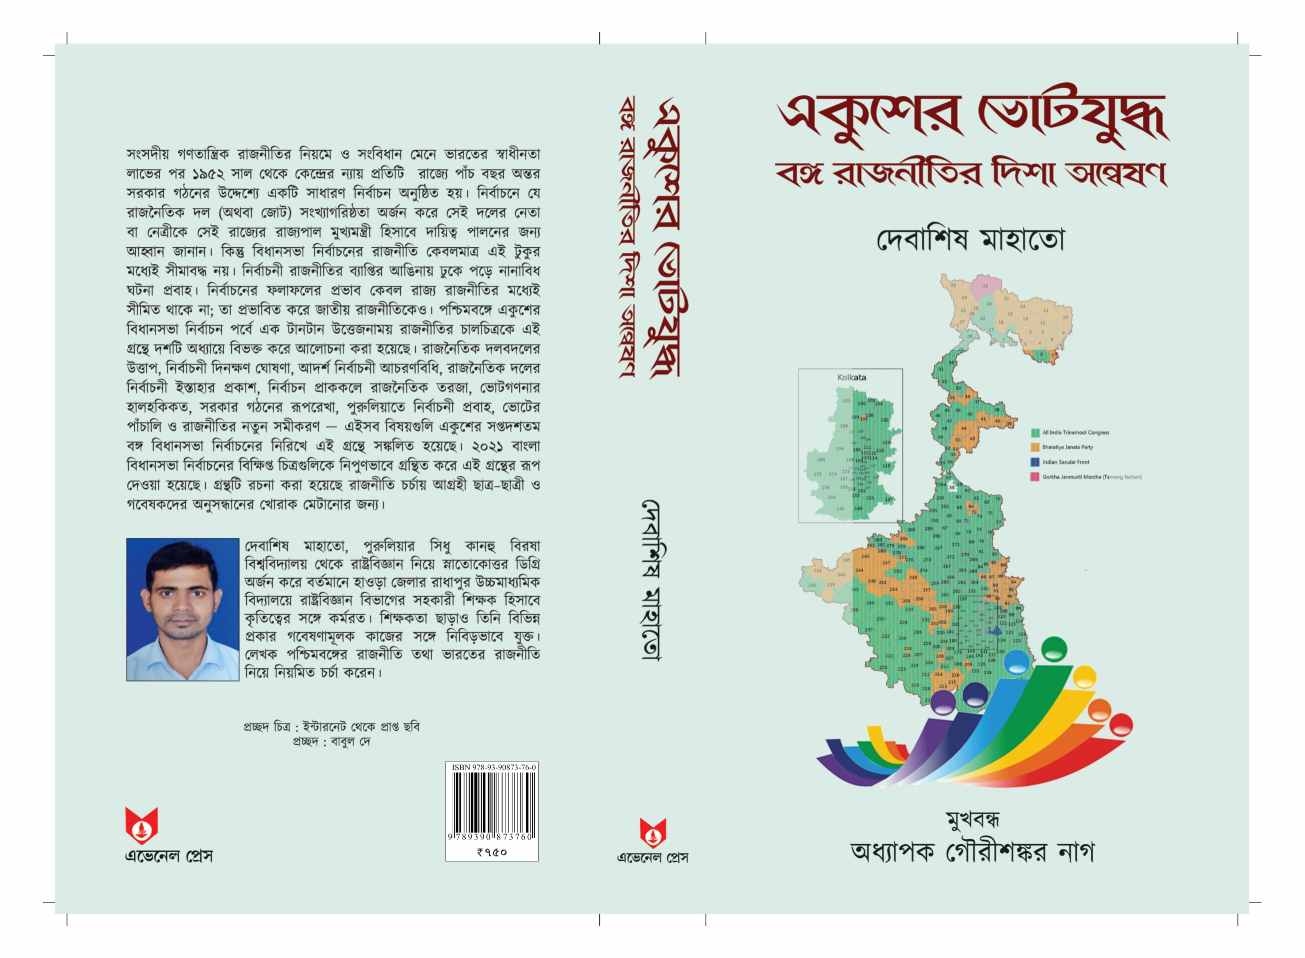 সংসদীয় গণতান্ত্রিক রাজনীতির নিয়মে ও সংবিধান মেনে ভারতের স্বাধীনতা
লাভের পর ১৯৫২ সাল থেকে কেন্দ্রের ন্যায় প্রতিটি রাজ্যে পাঁচ বছর অন্তর
সরকার গঠনের উদ্দেশ্যে একটি সাধারণ নির্বাচন অনুষ্ঠিত হয়। নির্বাচনে যে
রাজনৈতিক দল (অথবা জোট) সংখ্যাগরিষ্ঠতা অর্জন করে সেই দলের নেতা
বা নেত্রীকে সেই রাজ্যের রাজ্যপাল মুখ্যমন্ত্রী হিসাবে দায়িত্ব পালনের জন্য
আহ্বান জানান। কিন্তু বিধানসভা নির্বাচনের রাজনীতি কেবলমাত্র এই টুকুর
মধ্যেই সীমাবদ্ধ নয়। নির্বাচনী রাজনীতির ব্যাপ্তির আঙিনায় ঢুকে পড়ে নানাবিধ
ঘটনা প্রবাহ। নির্বাচনের ফলাফলের প্রভাব কেবল রাজ্য রাজনীতির মধ্যেই
সীমিত থাকে না; তা প্রভাবিত করে জাতীয় রাজনীতিকেও। পশ্চিমবঙ্গে একুশের
বিধানসভা নির্বাচন পর্বে এক টানটান উত্তেজনাময় রাজনীতির চালচিত্রকে এই
গ্রন্থে দশটি অধ্যায়ে বিভক্ত করে আলোচনা করা হয়েছে। রাজনৈতিক দলবদলের
উত্তাপ, নির্বাচনী দিনক্ষণ ঘোষণা, আদর্শ নির্বাচনী আচরণবিধি, রাজনৈতিক দলের
নির্বাচনী ইস্তাহার প্রকাশ, নির্বাচন প্রাককলে রাজনৈতিক তরজা, ভোটগণনার
হালহকিকত, সরকার গঠনের রূপরেখা, পুরুলিয়াতে নির্বাচনী প্রবাহ, ভোটের
পাঁচালি ও রাজনীতির নতুন সমীকরণ — এইসব বিষয়গুলি একুশের সপ্তদশতম
বঙ্গ বিধানসভা নির্বাচনের নিরিখে এই গ্রন্থে সঙ্কলিত হয়েছে। ২০২১ বাংলা
বিধানসভা নির্বাচনের বিক্ষিপ্ত চিত্রগুলিকে নিপুণভাবে গ্রন্থিত করে এই গ্রন্থের রূপ
দেওয়া হয়েছে। গ্রন্থটি রচনা করা হয়েছে রাজনীতি চর্চায় আগ্রহী ছাত্র-ছাত্রী ও
গবেষকদের অনুসন্ধানের খোরাক মেটানোর জন্য।
দেবাশিষ মাহাতো, পুরুলিয়ার সিধু কানহু বিরষা
বিশ্ববিদ্যালয় থেকে রাষ্ট্রবিজ্ঞান নিয়ে স্নাতোকোত্তর ডিগ্রি
অর্জন করে বর্তমানে হাওড়া জেলার রাধাপুর উচ্চমাধ্যমিক
বিদ্যালয়ে রাষ্ট্রবিজ্ঞান বিভাগের সহকারী শিক্ষক হিসাবে
কৃতিত্বের সঙ্গে কর্মরত। শিক্ষকতা ছাড়াও তিনি বিভিন্ন
প্রকার গবেষণামূলক কাজের সঙ্গে নিবিড়ভাবে যুক্ত।
লেখক পশ্চিমবঙ্গের রাজনীতি তথা ভারতের রাজনীতি
নিয়ে নিয়মিত চর্চা করেন।
প্রচ্ছদ চিত্র : ইন্টারনেট থেকে প্রাপ্ত ছবি
প্রচ্ছদ : বাবুল দে
ISBN 978-93-90873-76-0
9 789390 873760
₹৭৫০
এভেনেল প্রেস
একুশের ভোটযুদ্ধ
বঙ্গ রাজনীতির দিশা অন্বেষণ
দেবাশিষ মাহাতো
এভেনেল প্রেস
একুশের ভোটযুদ্ধ
বঙ্গ রাজনীতির দিশা অন্বেষণ
দেবাশিষ মাহাতো
Kolkata
All India Trinamool Congress
Bharatiya Janata Party
Indian Secular Front
Gorkha Janmukti Morcha (Tamang faction)
মুখবন্ধ
অধ্যাপক গৌরীশঙ্কর নাগ